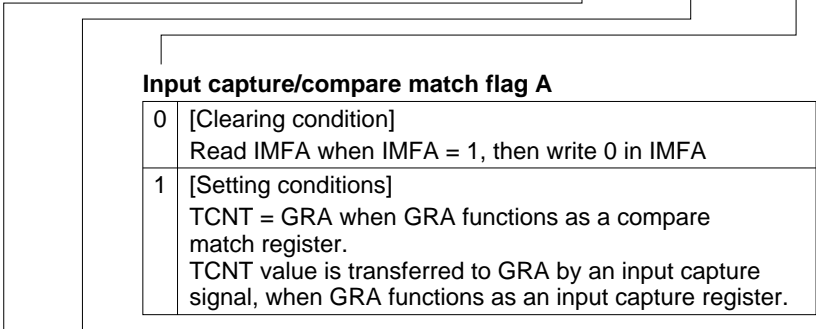 Input capture/compare match flag A
0 [Clearing condition]
Read IMFA when IMFA = 1, then write 0 in IMFA
1 [Setting conditions]
TCNT = GRA when GRA functions as a compare
match register.
TCNT value is transferred to GRA by an input capture
signal, when GRA functions as an input capture register.